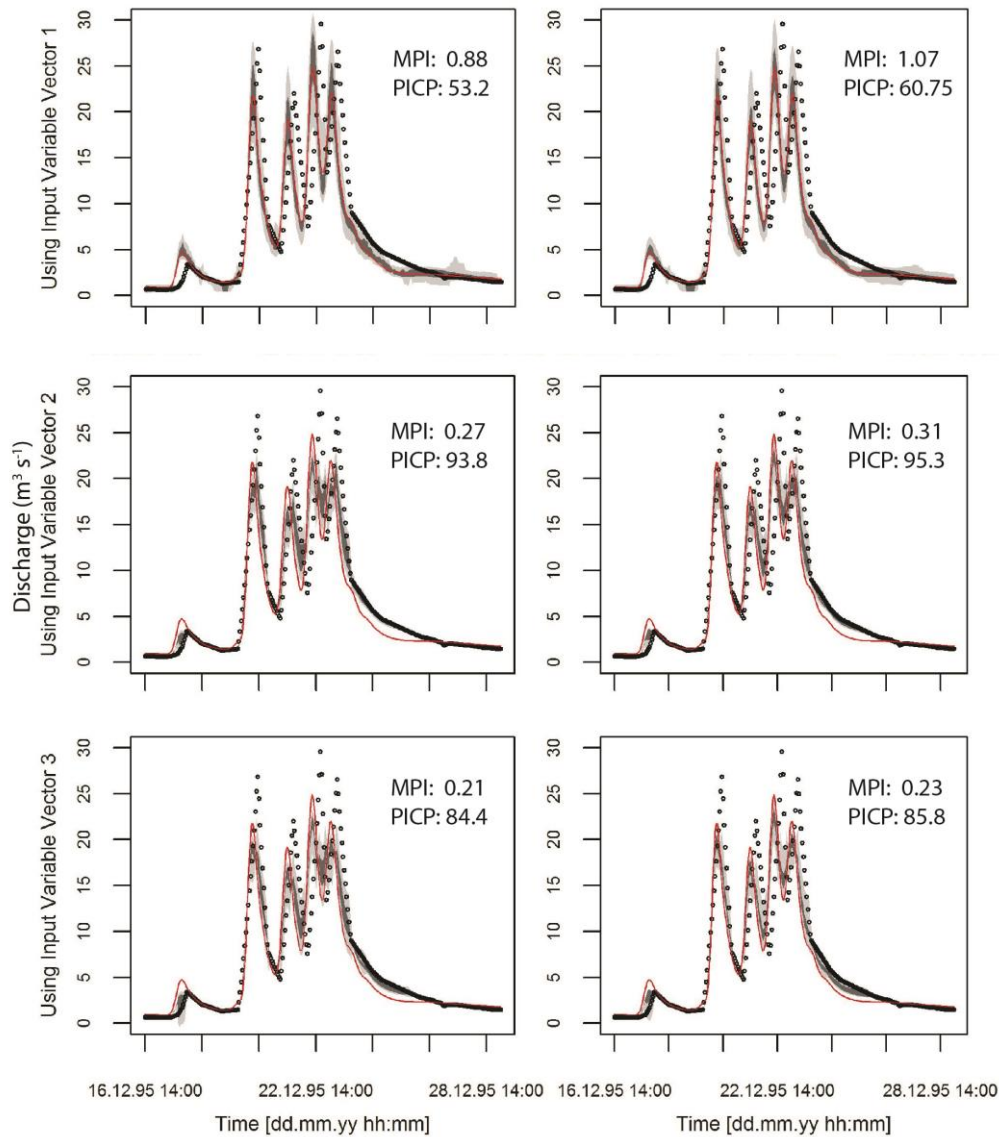 Using Input Variable Vector 1
30
25
20
15
10
5
0
MPI: 0.88
PICP: 53.2
30
25
20
15
10
5
0
MPI: 1.07
PICP: 60.75
Discharge (m³ s⁻¹)
Using Input Variable Vector 2
30
25
20
15
10
5
0
MPI: 0.27
PICP: 93.8
30
25
20
15
10
5
0
MPI: 0.31
PICP: 95.3
Using Input Variable Vector 3
30
25
20
15
10
5
0
MPI: 0.21
PICP: 84.4
30
25
20
15
10
5
0
MPI: 0.23
PICP: 85.8
16.12.95 14:00 22.12.95 14:00 28.12.95 14:00
16.12.95 14:00 22.12.95 14:00 28.12.95 14:00
Time [dd.mm.yy hh:mm]
Time [dd.mm.yy hh:mm]